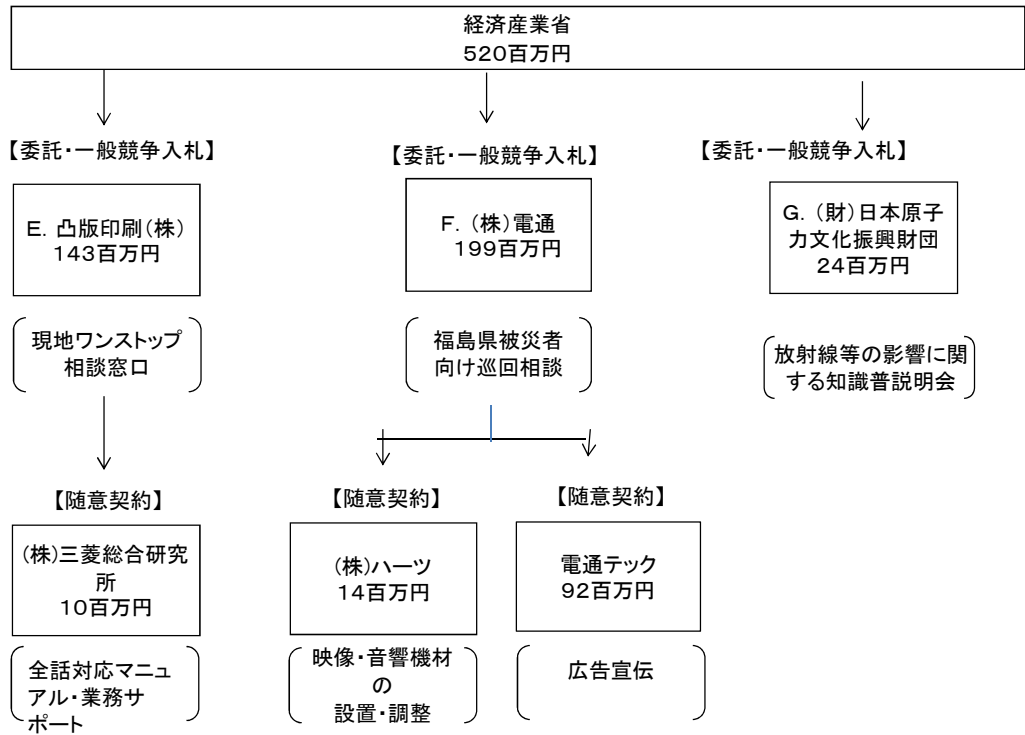 経済産業省
520百万円
【委託・一般競争入札】
【委託・一般競争入札】
【委託・一般競争入札】
E. 凸版印刷(株)
143百万円
F. (株)電通
199百万円
G. (財)日本原子
力文化振興財団
24百万円
現地ワンストップ
相談窓口
福島県被災者
向け巡回相談
放射線等の影響に関
する知識普説明会
【随意契約】
【随意契約】
【随意契約】
(株)三菱総合研究
所
10百万円
(株)ハーツ
14百万円
電通テック
92百万円
全話対応マニュ
アル・業務サ
ポート
映像・音響機材
の
設置・調整
広告宣伝